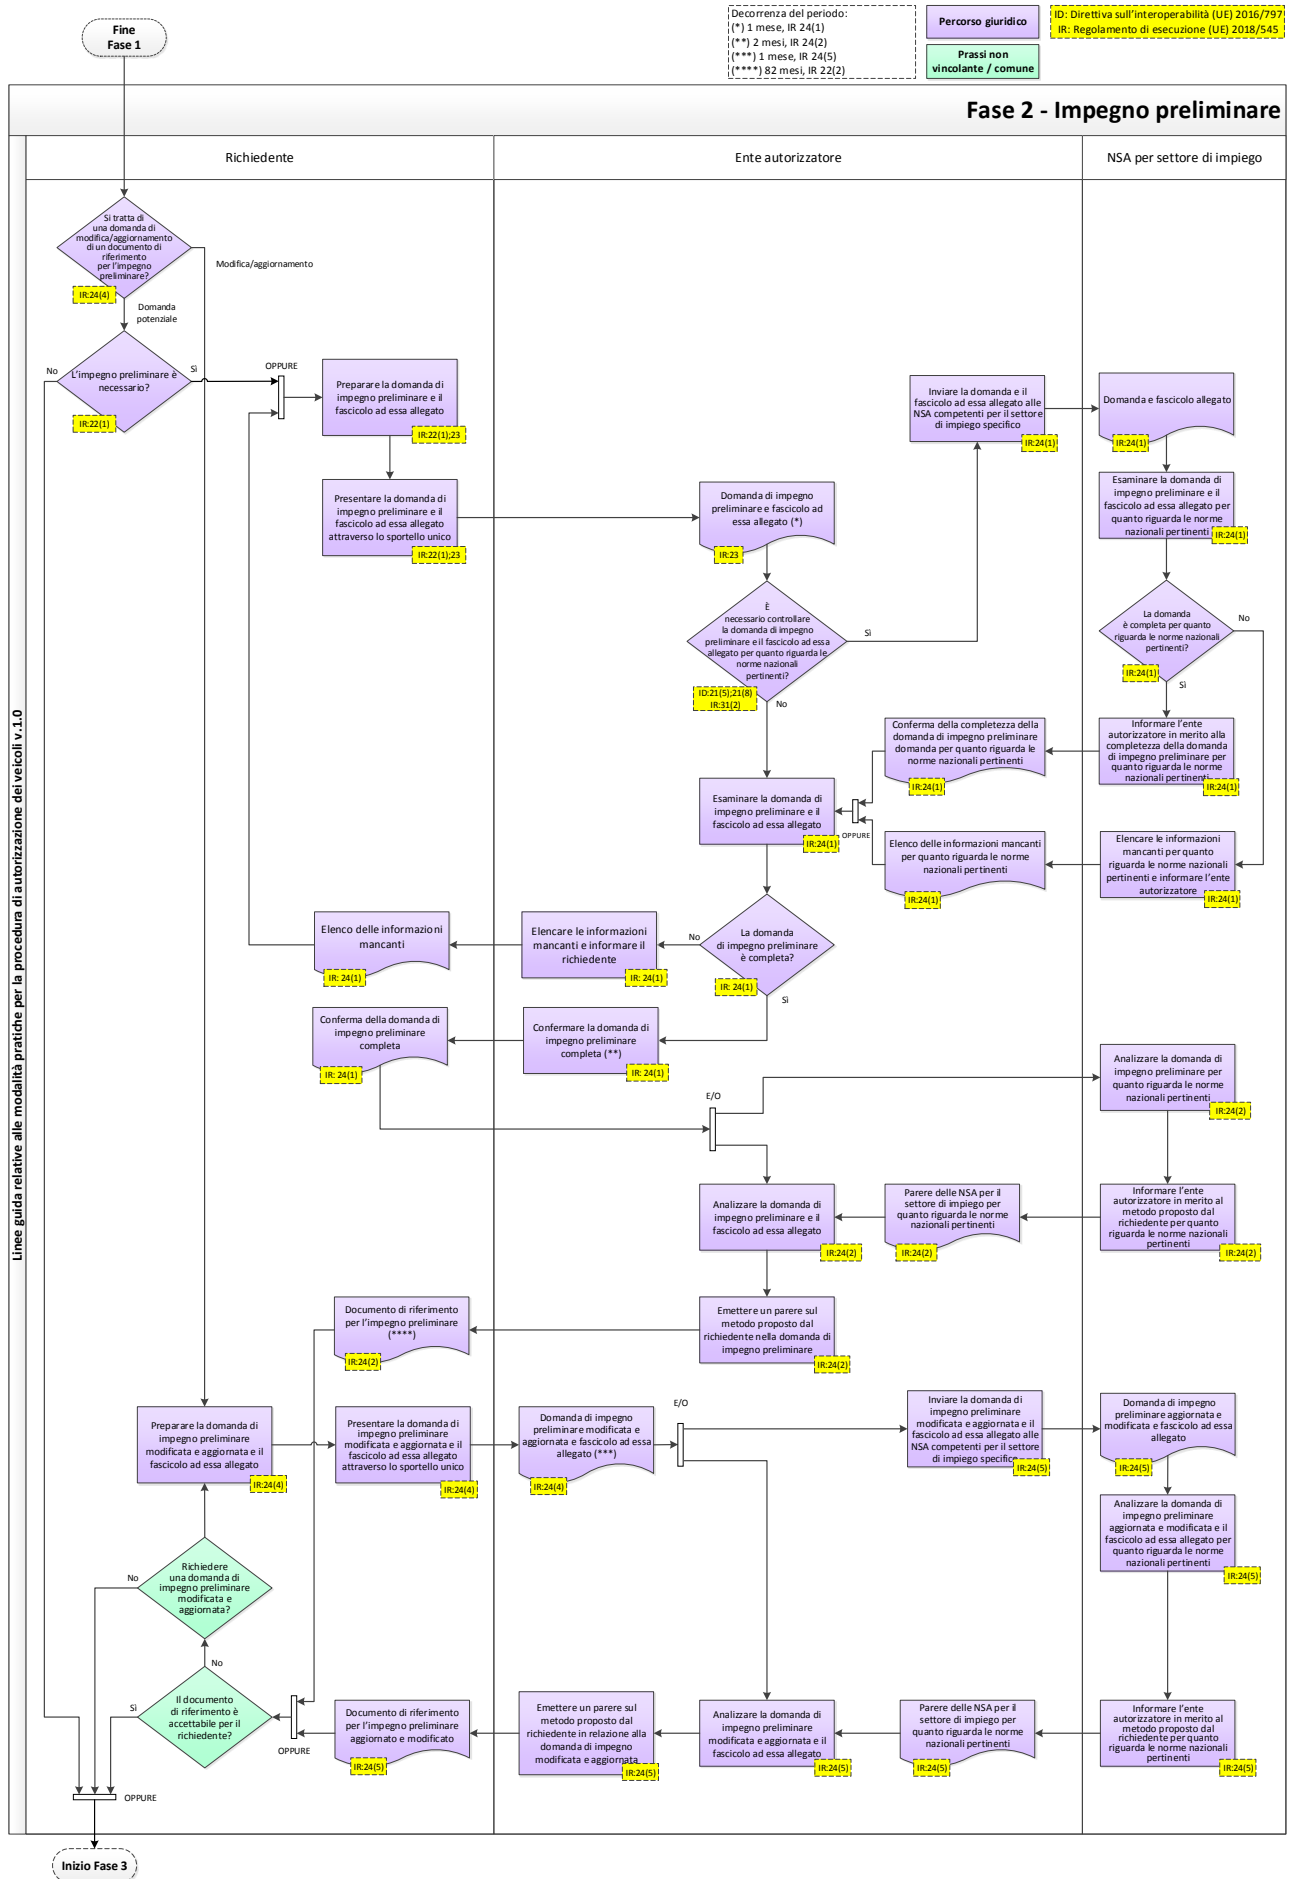 Fine
Fase 1
Decorrenza del periodo:
(*) 1 mese, IR 24(1)
(**) 2 mesi, IR 24(2)
(***) 1 mese, IR 24(5)
(****) 82 mesi, IR 22(2)
Percorso giuridico
Prassi non
vincolante / comune
ID: Direttiva sull'interoperabilità (UE) 2016/797
IR: Regolamento di esecuzione (UE) 2018/545
Fase 2 - Impegno preliminare
Linee guida relative alle modalità pratiche per la procedura di autorizzazione dei veicoli v.1.0
Richiedente
Ente autorizzatore
NSA per settore di impiego
Si tratta di
una domanda di
modifica/aggiornamento
di un documento di
riferimento
per l'impegno
preliminare?
IR:24(4)
Modifica/aggiornamento
Domanda
potenziale
L'impegno preliminare è
necessario?
IR:22(1)
No
Sì
OPPURE
Preparare la domanda di
impegno preliminare e il
fascicolo ad essa allegato
IR:22(1);23
Presentare la domanda di
impegno preliminare e il
fascicolo ad essa allegato
attraverso lo sportello unico
IR:22(1);23
Inviare la domanda e il
fascicolo ad essa allegato alle
NSA competenti per il settore
di impiego specifico
IR:24(1)
Domanda e fascicolo allegato
IR:24(1)
Domanda di impegno
preliminare e fascicolo ad
essa allegato (*)
IR:23
Esaminare la domanda di
impegno preliminare e il
fascicolo ad essa allegato per
quanto riguarda le norme
nazionali pertinenti
IR:24(1)
È
necessario controllare
la domanda di impegno
preliminare e il fascicolo ad essa
allegato per quanto riguarda le
norme nazionali
pertinenti?
ID:21(5);21(8)
IR:31(2)
Sì
No
La domanda
è completa per quanto
riguarda le norme nazionali
pertinenti?
IR:24(1)
No
Sì
Conferma della completezza della
domanda di impegno preliminare
domanda per quanto riguarda le
norme nazionali pertinenti
IR:24(1)
Informare l'ente
autorizzatore in merito alla
completezza della domanda
di impegno preliminare per
quanto riguarda le norme
nazionali pertinenti
IR:24(1)
Esaminare la domanda di
impegno preliminare e il
fascicolo ad essa allegato
IR:24(1)
OPPURE
Elenco delle informazioni mancanti
per quanto riguarda le norme
nazionali pertinenti
IR:24(1)
Elencare le informazioni
mancanti per quanto
riguarda le norme nazionali
pertinenti e informare l'ente
autorizzatore
IR:24(1)
Elenco delle informazioni
mancanti
IR: 24(1)
Elencare le informazioni
mancanti e informare il
richiedente
IR: 24(1)
No
La domanda
di impegno preliminare
è completa?
IR: 24(1)
Sì
Conferma della domanda di
impegno preliminare
completa
IR: 24(1)
Confermare la domanda di
impegno preliminare
completa (**)
IR: 24(1)
E/O
Analizzare la domanda di
impegno preliminare per
quanto riguarda le norme
nazionali pertinenti
IR:24(2)
Analizzare la domanda di
impegno preliminare e il
fascicolo ad essa allegato
IR:24(2)
Parere delle NSA per il
settore di impiego per
quanto riguarda le norme
nazionali pertinenti
IR:24(2)
Informare l'ente
autorizzatore in merito al
metodo proposto dal
richiedente per quanto
riguarda le norme nazionali
pertinenti
IR:24(2)
Documento di riferimento
per l'impegno preliminare
(****)
IR:24(2)
Emettere un parere sul
metodo proposto dal
richiedente nella domanda di
impegno preliminare
IR:24(2)
Preparare la domanda di
impegno preliminare
modificata e aggiornata e il
fascicolo ad essa allegato
IR:24(4)
Presentare la domanda di
impegno preliminare
modificata e aggiornata e il
fascicolo ad essa allegato
attraverso lo sportello unico
IR:24(4)
Domanda di impegno
preliminare modificata e
aggiornata e fascicolo ad essa
allegato (***)
IR:24(4)
E/O
Inviare la domanda di
impegno preliminare
modificata e aggiornata e il
fascicolo ad essa allegato alle
NSA competenti per il settore
di impiego specifico
IR:24(5)
Domanda di impegno
preliminare aggiornata e
modificata e fascicolo ad essa
allegato
IR:24(5)
Analizzare la domanda di
impegno preliminare
aggiornata e modificata e il
fascicolo ad essa allegato per
quanto riguarda le norme
nazionali pertinenti
IR:24(5)
Richiedere
una domanda di
impegno preliminare
modificata e
aggiornata?
No
No
Il documento
di riferimento è
accettabile per il
richiedente?
Sì
OPPURE
Documento di riferimento
per l'impegno preliminare
aggiornato e modificato
IR:24(5)
Emettere un parere sul
metodo proposto dal
richiedente in relazione alla
domanda di impegno
modificata e aggiornata
IR:24(5)
Analizzare la domanda di
impegno preliminare
modificata e aggiornata e il
fascicolo ad essa allegato
IR:24(5)
Parere delle NSA per il
settore di impiego per
quanto riguarda le norme
nazionali pertinenti
IR:24(5)
Informare l'ente
autorizzatore in merito al
metodo proposto dal
richiedente per quanto
riguarda le norme nazionali
pertinenti
IR:24(5)
OPPURE
Inizio Fase 3